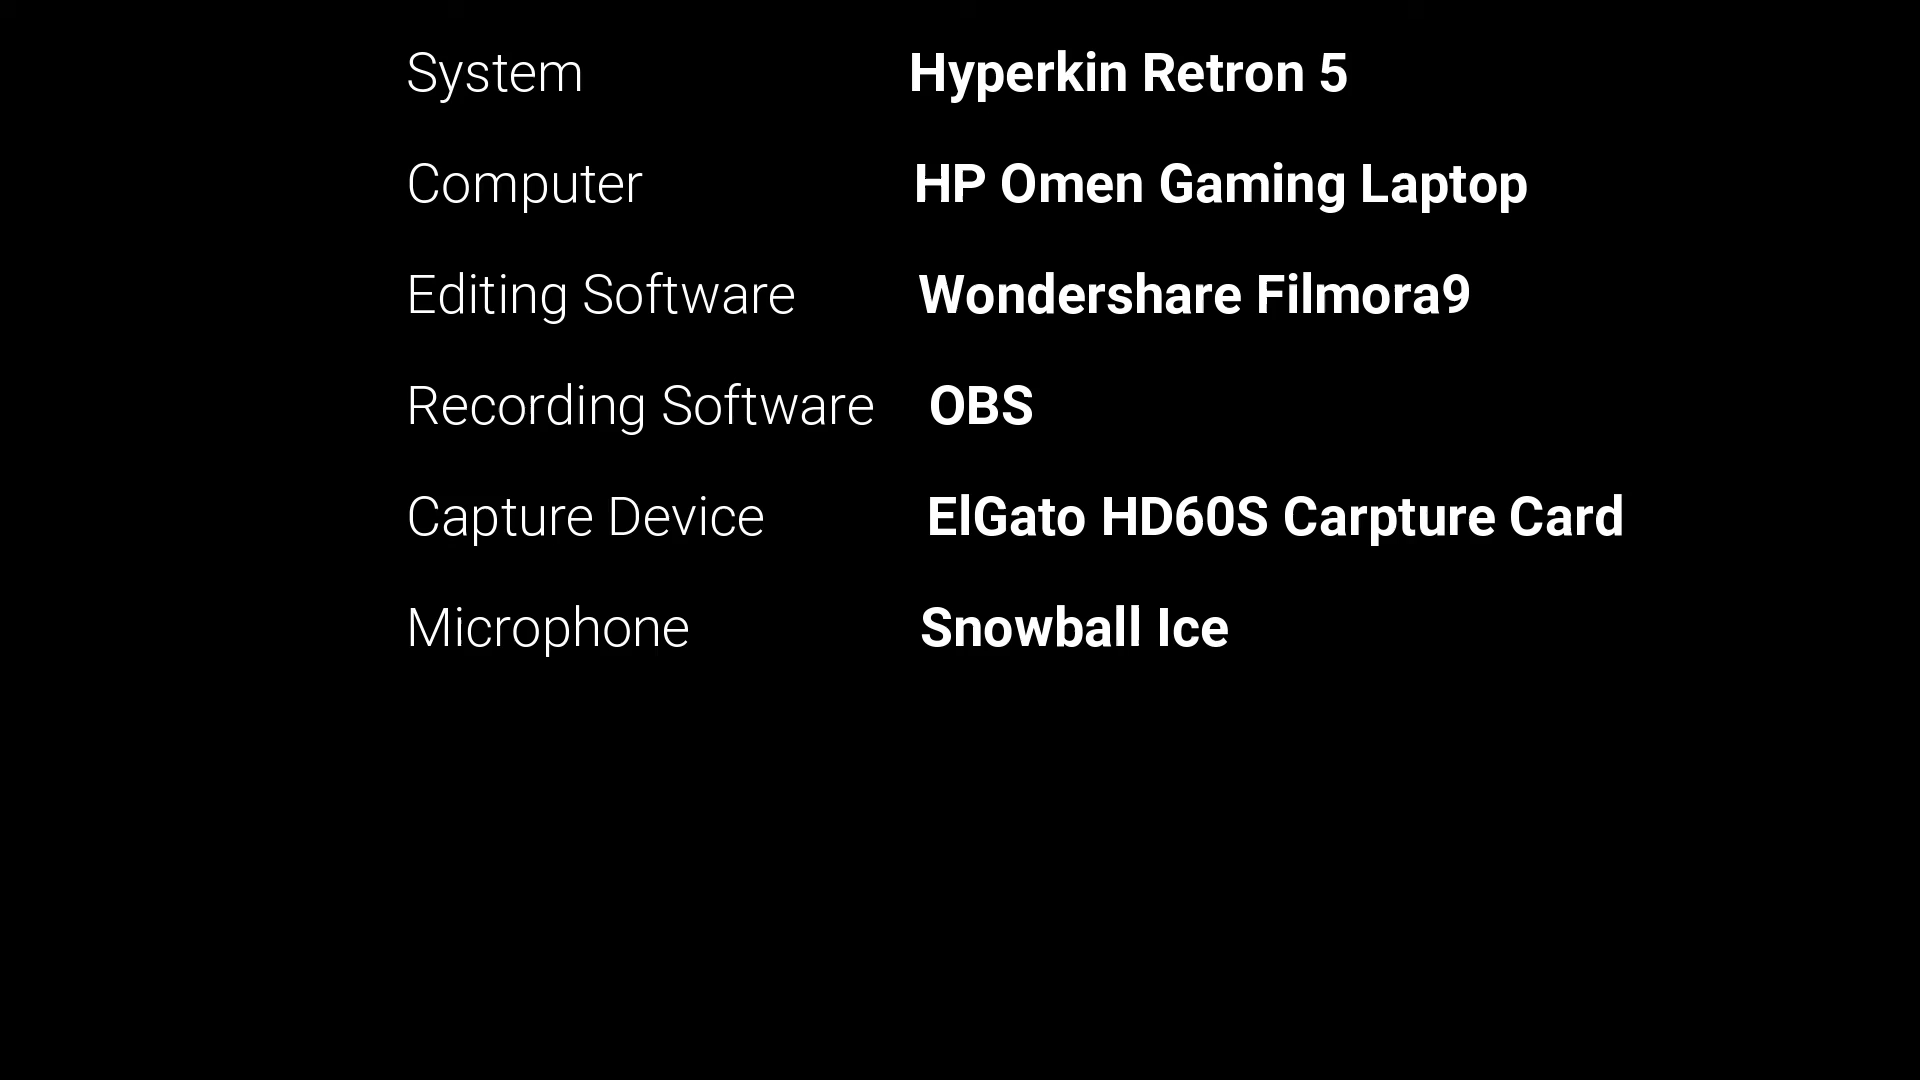 System Hyperkin Retron 5
Computer HP Omen Gaming Laptop
Editing Software Wondershare Filmora9
Recording Software OBS
Capture Device ElGato HD60S Carpture Card
Microphone Snowball Ice